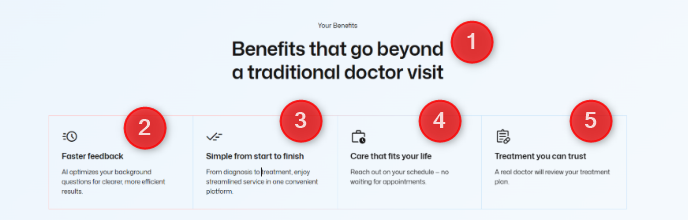 Your Benefits
Benefits that go beyond
a traditional doctor visit
1
2
3
4
5
Faster feedback
AI optimizes your background
questions for clearer, more efficient
results.
Simple from start to finish
From diagnosis to treatment, enjoy
streamlined service in one convenient
platform.
Care that fits your life
Reach out on your schedule – no
waiting for appointments.
Treatment you can trust
A real doctor will review your treatment
plan.